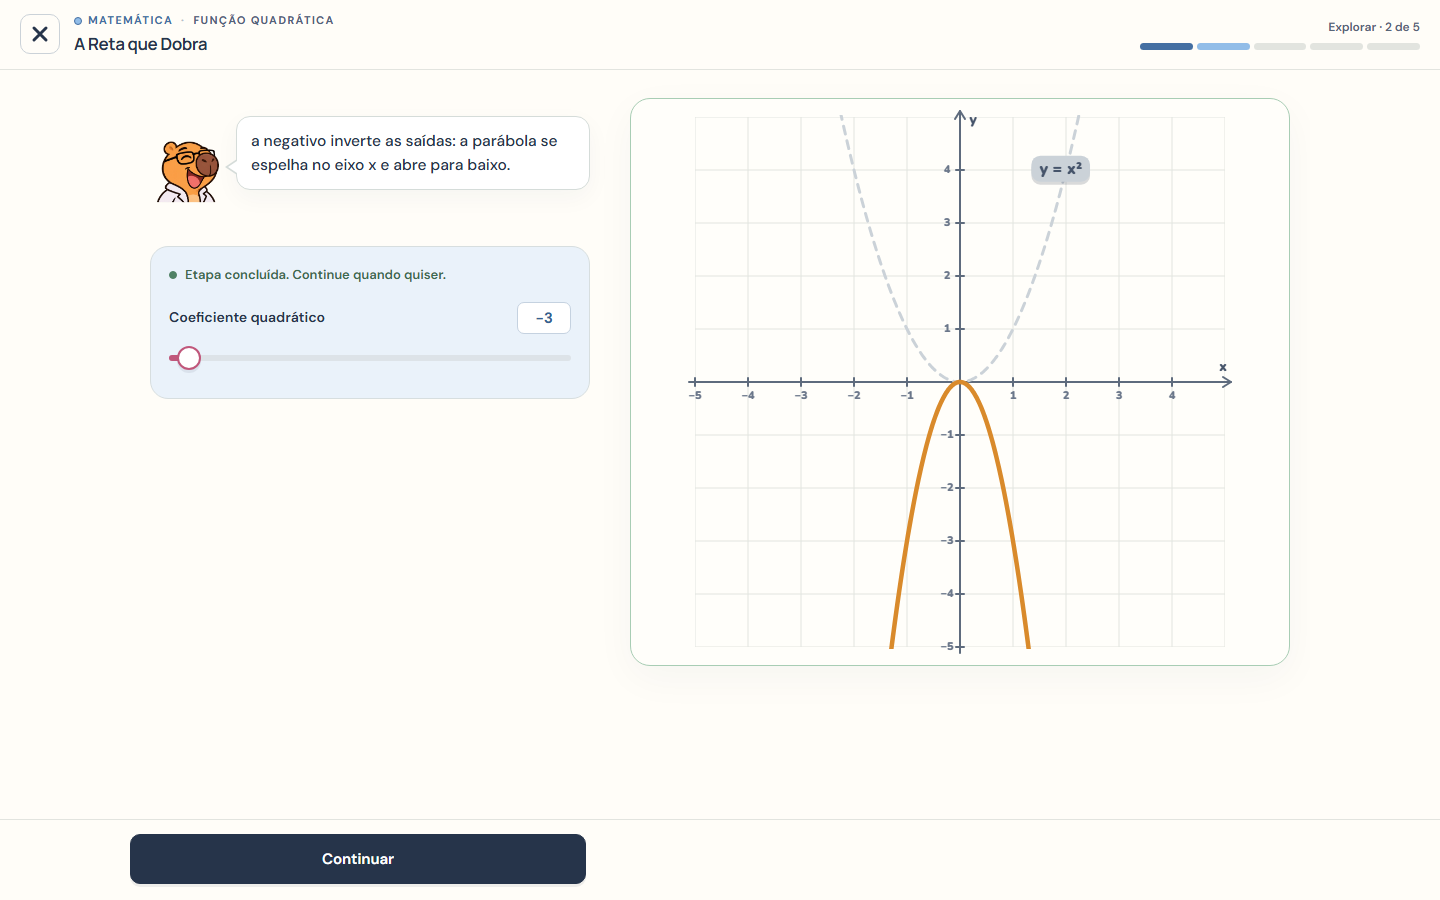 MATEMÁTICA · FUNÇÃO QUADRÁTICA
A Reta que Dobra
Explorar · 2 de 5
a negativo inverte as saídas: a parábola se
espelha no eixo x e abre para baixo.
Etapa concluída. Continue quando quiser.
Coeficiente quadrático
−3
y
y = x²
4
3
2
1
x
−5 −4 −3 −2 −1 1 2 3 4
−1
−2
−3
−4
−5
Continuar